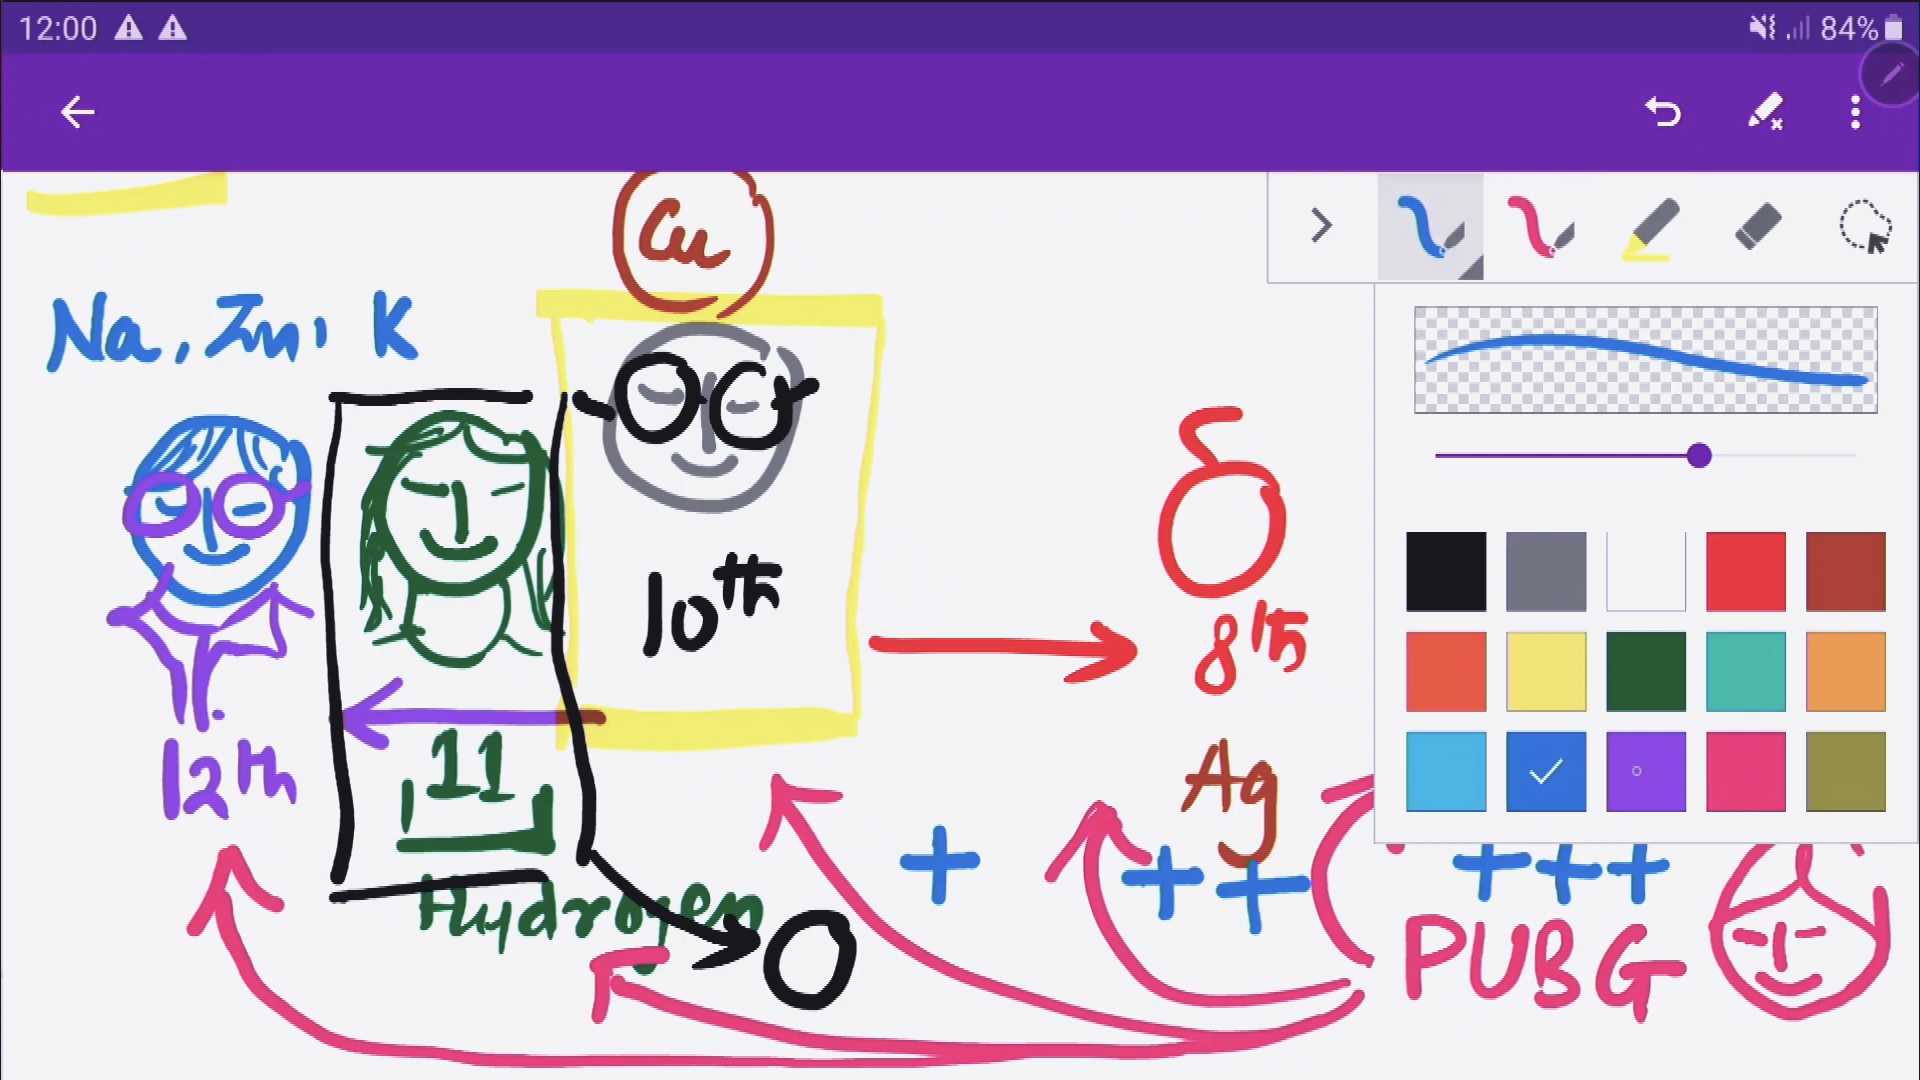 12:00
84%
Cu
Na, Zn, K
10th
8th
11
12th
Ag
+
++
+++
Hydrogen
O
PUBG